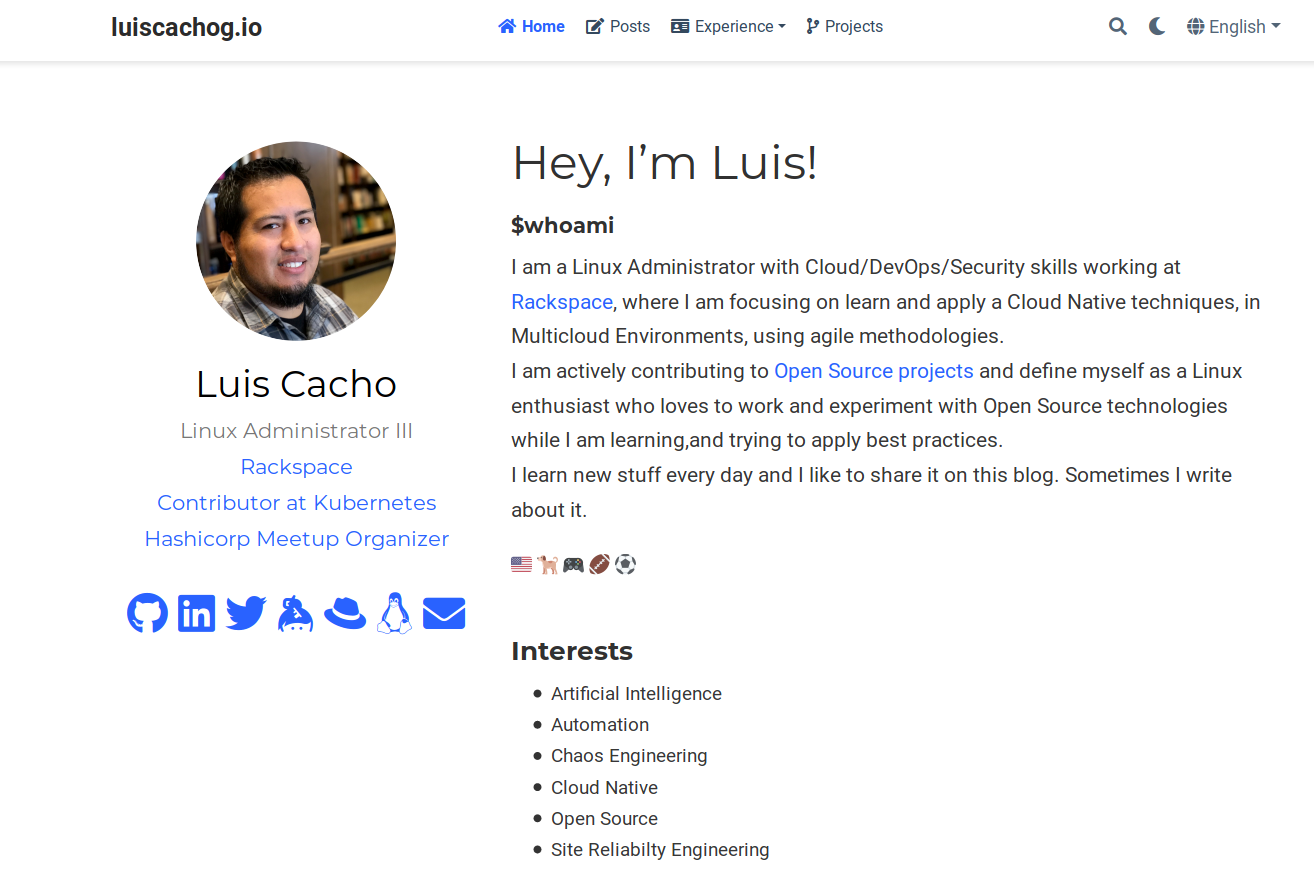 luiscachog.io
Home Posts Experience Projects
English
Luis Cacho
Linux Administrator III
Rackspace
Contributor at Kubernetes
Hashicorp Meetup Organizer
in
Hey, I’m Luis!
$whoami
I am a Linux Administrator with Cloud/DevOps/Security skills working at
Rackspace, where I am focusing on learn and apply a Cloud Native techniques, in
Multicloud Environments, using agile methodologies.
I am actively contributing to Open Source projects and define myself as a Linux
enthusiast who loves to work and experiment with Open Source technologies
while I am learning,and trying to apply best practices.
I learn new stuff every day and I like to share it on this blog. Sometimes I write
about it.
Interests
Artificial Intelligence
Automation
Chaos Engineering
Cloud Native
Open Source
Site Reliabilty Engineering